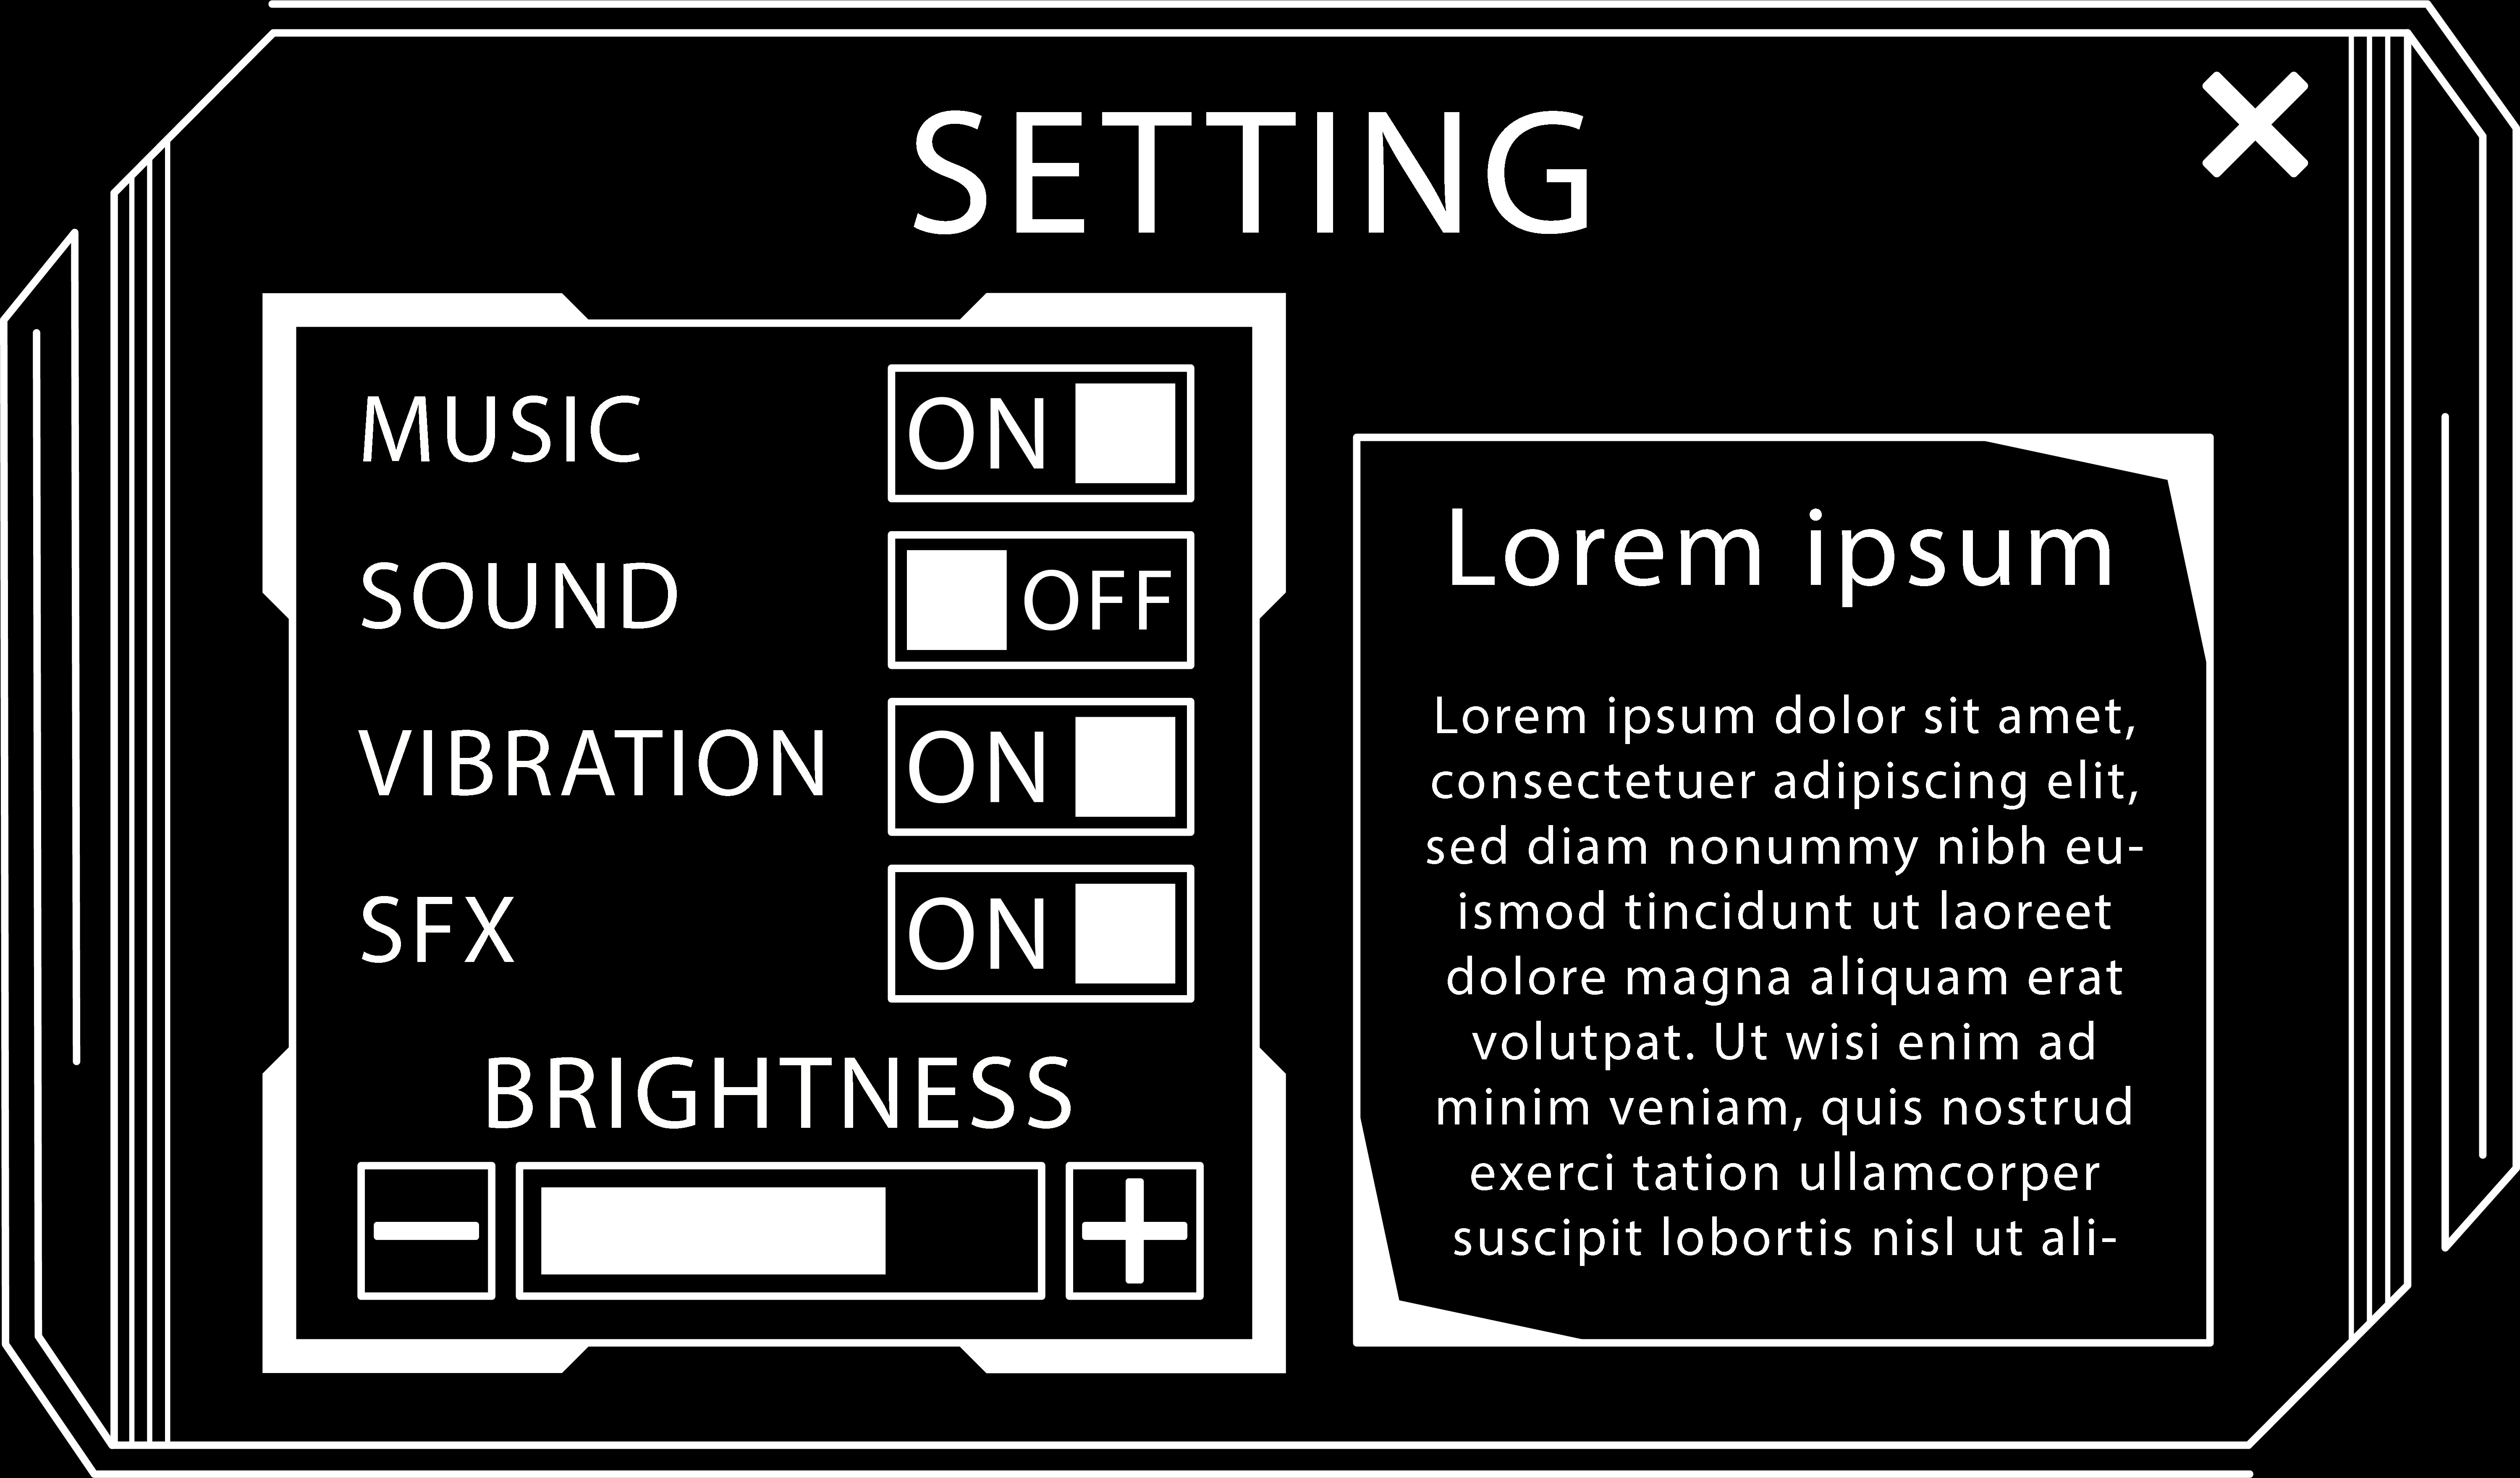 SETTING
MUSIC ON
SOUND OFF
VIBRATION ON
SFX ON
BRIGHTNESS
Lorem ipsum
Lorem ipsum dolor sit amet,
consectetuer adipiscing elit,
sed diam nonummy nibh eu-
ismod tincidunt ut laoreet
dolore magna aliquam erat
volutpat. Ut wisi enim ad
minim veniam, quis nostrud
exerci tation ullamcorper
suscipit lobortis nisl ut ali-